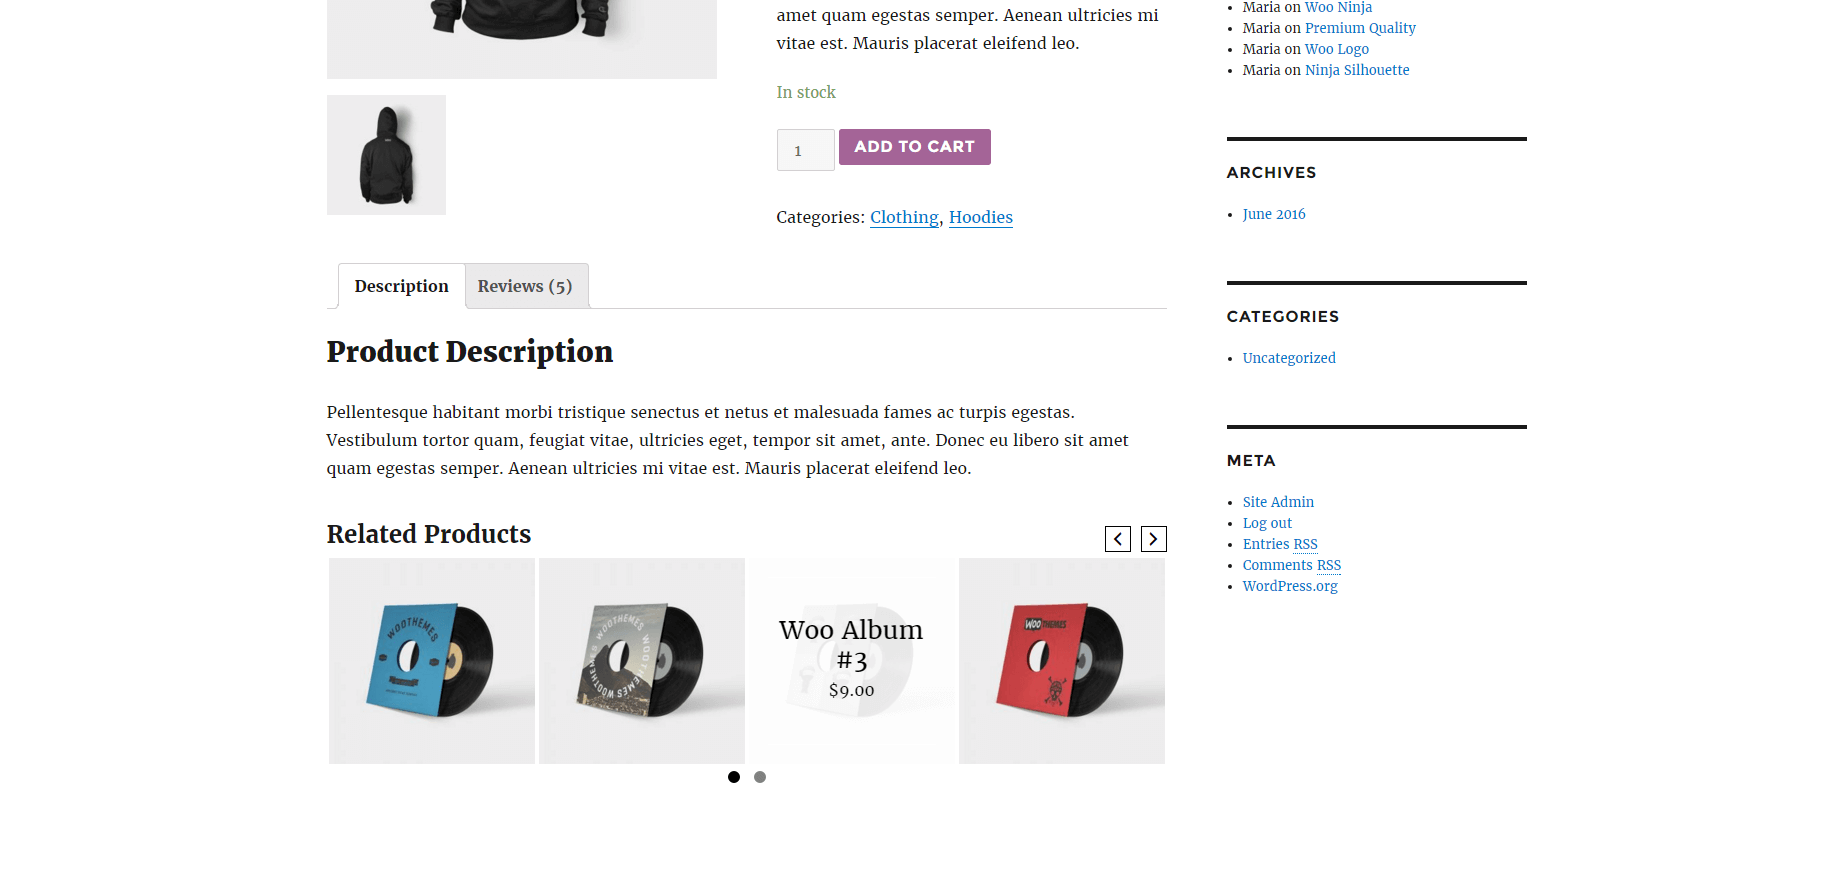 amet quam egestas semper. Aenean ultricies mi
vitae est. Mauris placerat eleifend leo.
In stock
1
ADD TO CART
Categories: Clothing, Hoodies
Description
Reviews (5)
Product Description
Pellentesque habitant morbi tristique senectus et netus et malesuada fames ac turpis egestas.
Vestibulum tortor quam, feugiat vitae, ultricies eget, tempor sit amet, ante. Donec eu libero sit amet
quam egestas semper. Aenean ultricies mi vitae est. Mauris placerat eleifend leo.
Related Products
WOOTHEMES
WOOTHEMES WOOTHEMES WOOTHEMES
Woo Album
#3
$9.00
WOOTHEMES
Maria on Woo Ninja
Maria on Premium Quality
Maria on Woo Logo
Maria on Ninja Silhouette
ARCHIVES
June 2016
CATEGORIES
Uncategorized
META
Site Admin
Log out
Entries RSS
Comments RSS
WordPress.org